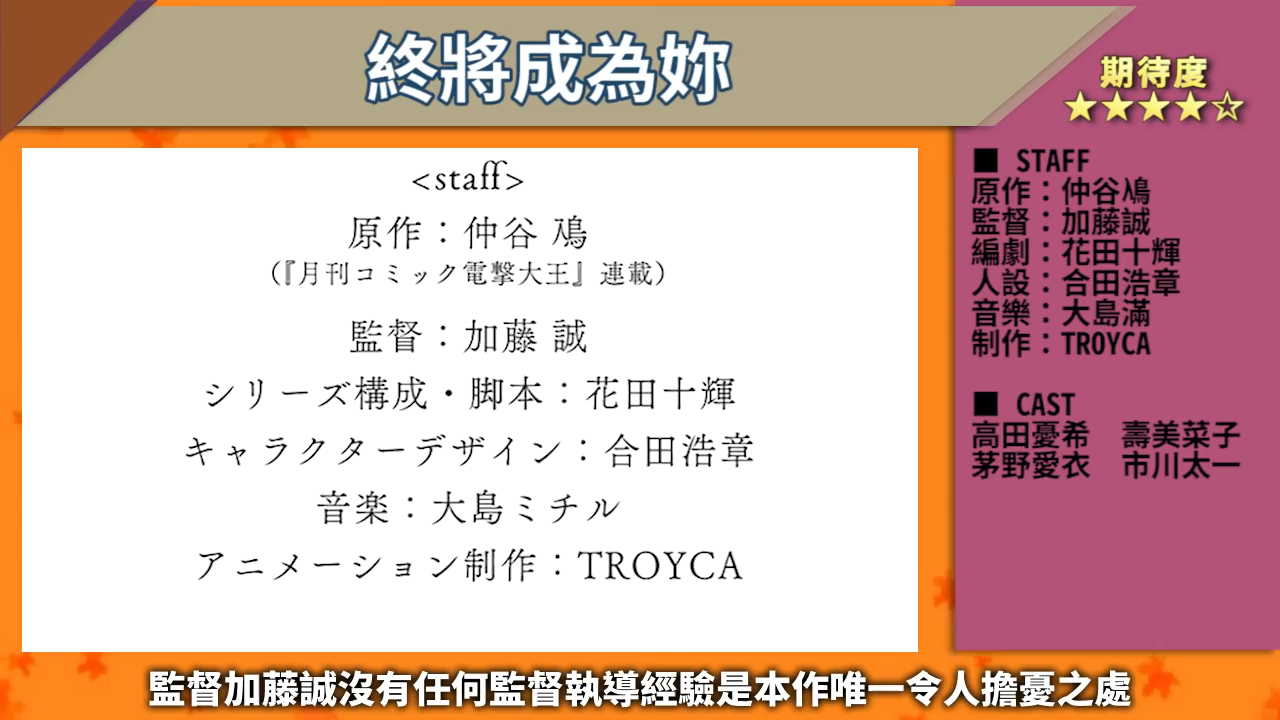 終將成為妳
期待度
★★★★☆
<staff>
原作：仲谷 鳰
（『月刊コミック電撃大王』連載）
監督：加藤 誠
シリーズ構成・脚本：花田十輝
キャラクターデザイン：合田浩章
音楽：大島ミチル
アニメーション制作：TROYCA
■ STAFF
原作：仲谷鳰
監督：加藤誠
編劇：花田十輝
人設：合田浩章
音樂：大島滿
制作：TROYCA
■ CAST
高田憂希　壽美菜子
茅野愛衣　市川太一
監督加藤誠沒有任何監督執導經驗是本作唯一令人擔憂之處